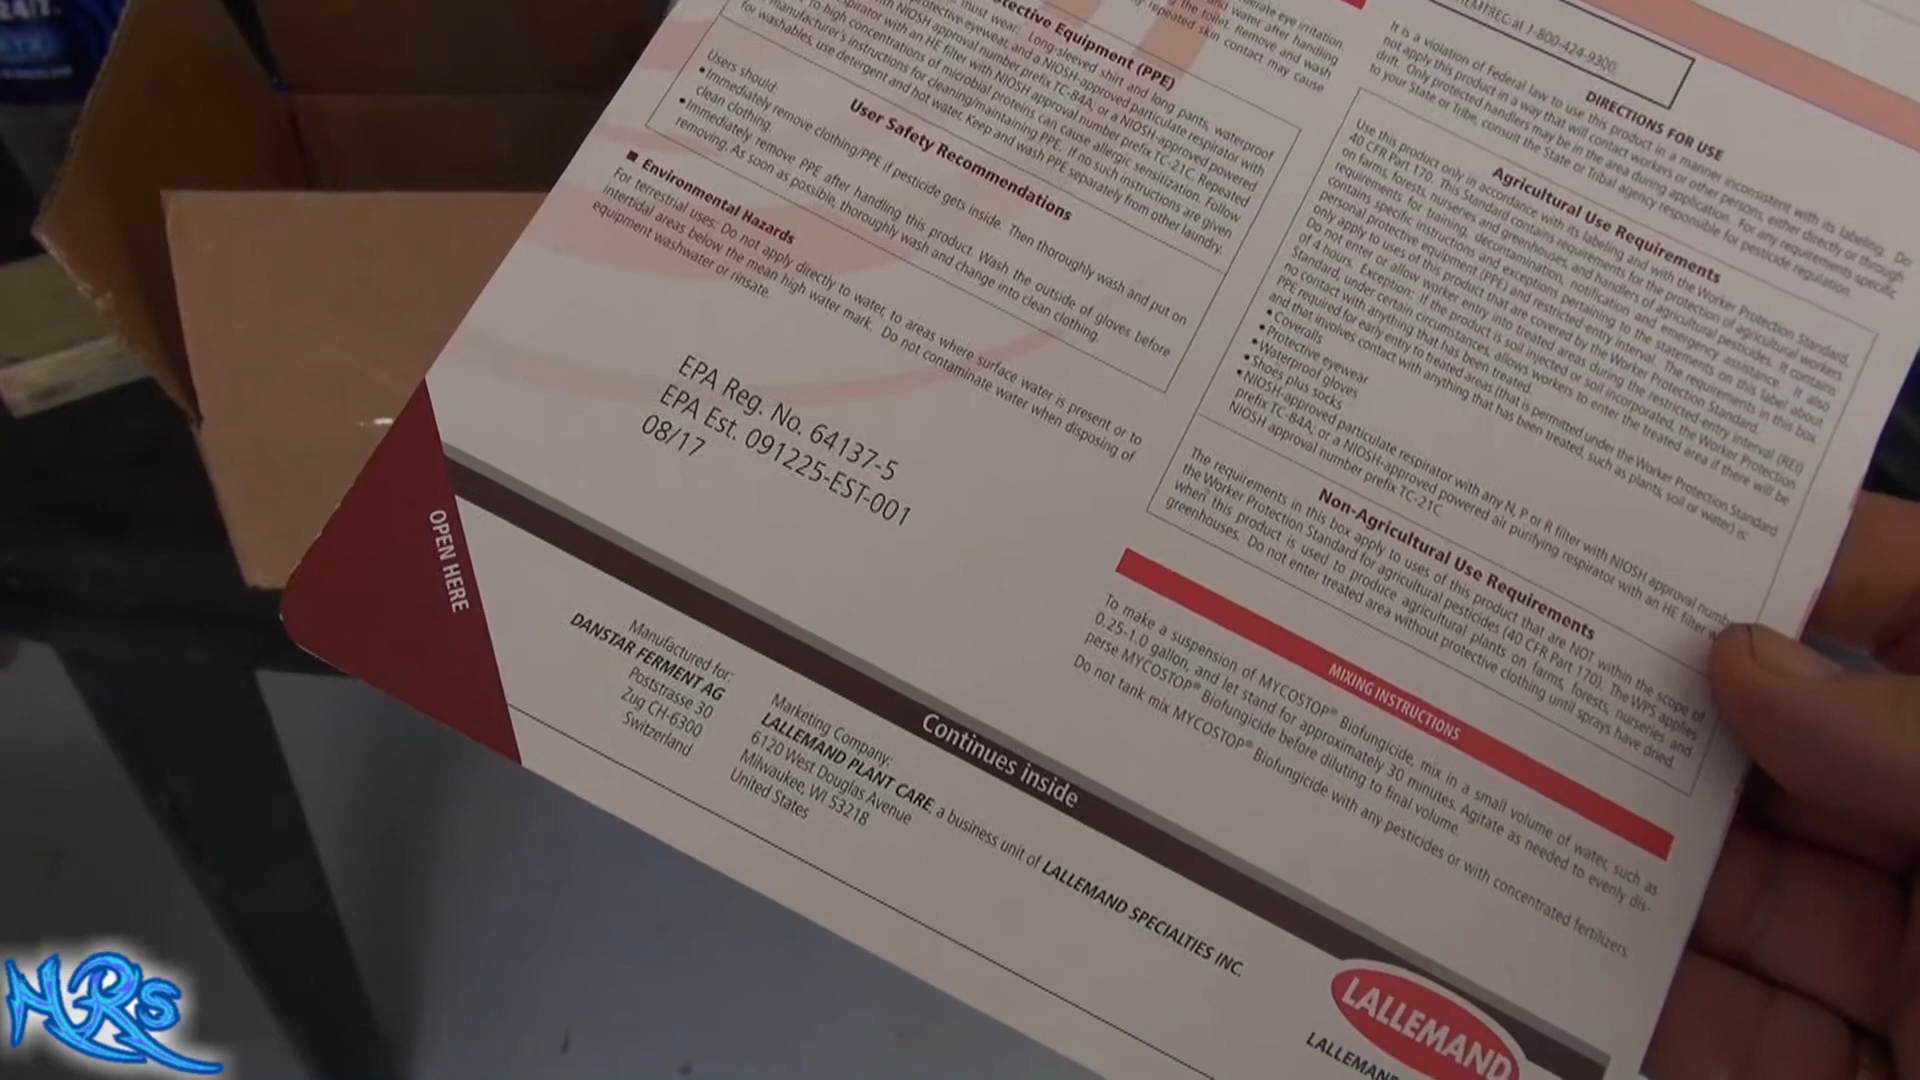 24/7.
must wear: Long-sleeved shirt and long pants, waterproof
protective eyewear, and a NIOSH-approved particulate respirator with
with NIOSH approval number prefix TC-84A or a NIOSH-approved powered
respirator with an HE filter with NIOSH approval number prefix TC-21C. Repeated
to high concentrations of microbial proteins can cause allergic sensitization. Follow
manufacturer's instructions for cleaning/maintaining PPE. If no such instructions are given
for washables, use detergent and hot water. Keep and wash PPE separately from other laundry.
Protective Equipment (PPE)
User Safety Recommendations
Users should:
• Immediately remove clothing/PPE if pesticide gets inside. Then thoroughly wash and put on
clean clothing.
• Immediately remove PPE after handling this product. Wash the outside of gloves before
removing. As soon as possible, thoroughly wash and change into clean clothing.
■ Environmental Hazards
For terrestrial uses: Do not apply directly to water, to areas where surface water is present or to
intertidal areas below the mean high water mark. Do not contaminate water when disposing of
equipment washwater or rinsate.
EPA Reg. No. 64137-5
EPA Est. 091225-EST-001
08/17
OPEN HERE
Manufactured for:
DANSTAR FERMENT AG
Poststrasse 30
Zug CH-6300
Switzerland
Marketing Company:
LALLEMAND PLANT CARE, a business unit of LALLEMAND SPECIALTIES INC.
6120 West Douglas Avenue
Milwaukee, WI 53218
United States
Continues inside
at 1-800-424-9300
DIRECTIONS FOR USE
It is a violation of Federal law to use this product in a manner inconsistent with its labeling. Do
not apply this product in a way that will contact workers or other persons, either directly or through
drift. Only protected handlers may be in the area during application. For any requirements specific
to your State or Tribe, consult the State or Tribal agency responsible for pesticide regulation.
Agricultural Use Requirements
Use this product only in accordance with its labeling and with the Worker Protection Standard,
40 CFR Part 170. This Standard contains requirements for the protection of agricultural workers
on farms, forests, nurseries and greenhouses, and handlers of agricultural pesticides. It contains
requirements for training, decontamination, notification and emergency assistance. It also
contains specific instructions and exceptions pertaining to the statements on this label about
personal protective equipment (PPE) and restricted entry interval. The requirements in this box
only apply to uses of this product that are covered by the Worker Protection Standard.
Do not enter or allow worker entry into treated areas during the restricted entry interval (REI)
of 4 hours. Exception: If the product is soil injected or soil incorporated, the Worker Protection
Standard, under certain circumstances, allows workers to enter the treated area if there will be
no contact with anything that has been treated.
PPE required for early entry to treated areas (that is permitted under the Worker Protection Standard
and that involves contact with anything that has been treated, such as plants, soil or water) is:
• Coveralls
• Protective eyewear
• Waterproof gloves
• Shoes plus socks
• NIOSH-approved particulate respirator with any N, P or R filter with NIOSH approval number
prefix TC-84A; or a NIOSH-approved powered air purifying respirator with an HE filter
NIOSH approval number prefix TC-21C
Non-Agricultural Use Requirements
The requirements in this box apply to uses of this product that are NOT within the scope of
the Worker Protection Standard for agricultural pesticides (40 CFR Part 170). The WPS applies
when this product is used to produce agricultural plants on farms, forests, nurseries and
greenhouses. Do not enter treated area without protective clothing until sprays have dried.
MIXING INSTRUCTIONS
To make a suspension of MYCOSTOP® Biofungicide, mix in a small volume of water, such as
0.25-1.0 gallon, and let stand for approximately 30 minutes. Agitate as needed to evenly dis-
perse MYCOSTOP® Biofungicide before diluting to final volume.
Do not tank mix MYCOSTOP® Biofungicide with any pesticides or with concentrated fertilizers.
LALLEMAND
LALLEMAND
NRs